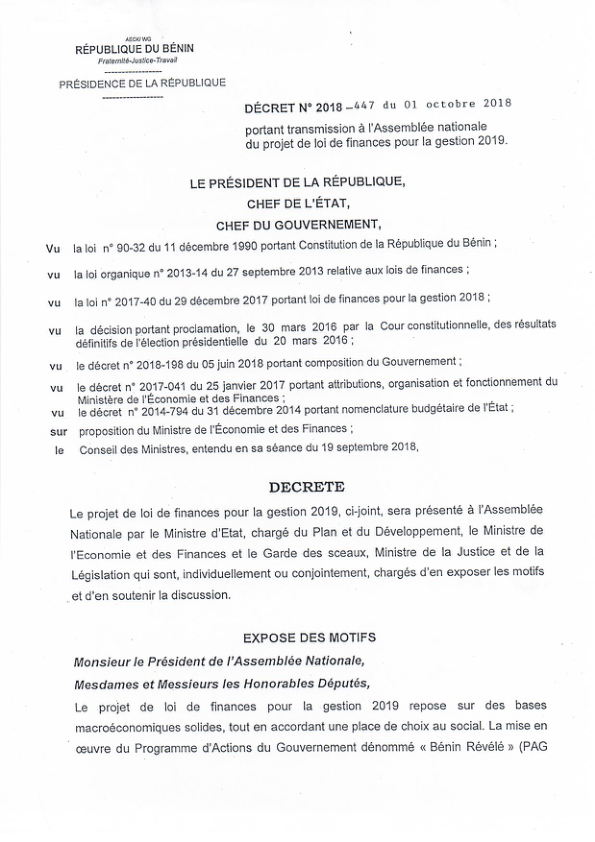 AEOX/WG
RÉPUBLIQUE DU BÉNIN
Fraternité-Justice-Travail
------------------
PRÉSIDENCE DE LA RÉPUBLIQUE
------------------
DÉCRET N° 2018 –447 du 01 octobre 2018
portant transmission à l'Assemblée nationale
du projet de loi de finances pour la gestion 2019.
LE PRÉSIDENT DE LA RÉPUBLIQUE,
CHEF DE L'ÉTAT,
CHEF DU GOUVERNEMENT,
Vu la loi n° 90-32 du 11 décembre 1990 portant Constitution de la République du Bénin ;
vu la loi organique n° 2013-14 du 27 septembre 2013 relative aux lois de finances ;
vu la loi n° 2017-40 du 29 décembre 2017 portant loi de finances pour la gestion 2018 ;
vu la décision portant proclamation, le 30 mars 2016 par la Cour constitutionnelle, des résultats
définitifs de l'élection présidentielle du 20 mars 2016 ;
vu le décret n° 2018-198 du 05 juin 2018 portant composition du Gouvernement ;
vu le décret n° 2017-041 du 25 janvier 2017 portant attributions, organisation et fonctionnement du
Ministère de l'Économie et des Finances ;
vu le décret n° 2014-794 du 31 décembre 2014 portant nomenclature budgétaire de l'État ;
sur proposition du Ministre de l'Économie et des Finances ;
le Conseil des Ministres, entendu en sa séance du 19 septembre 2018,
DECRETE
Le projet de loi de finances pour la gestion 2019, ci-joint, sera présenté à l'Assemblée
Nationale par le Ministre d'Etat, chargé du Plan et du Développement, le Ministre de
l'Economie et des Finances et le Garde des sceaux, Ministre de la Justice et de la
Législation qui sont, individuellement ou conjointement, chargés d'en exposer les motifs
et d'en soutenir la discussion.
EXPOSE DES MOTIFS
Monsieur le Président de l'Assemblée Nationale,
Mesdames et Messieurs les Honorables Députés,
Le projet de loi de finances pour la gestion 2019 repose sur des bases
macroéconomiques solides, tout en accordant une place de choix au social. La mise en
œuvre du Programme d'Actions du Gouvernement dénommé « Bénin Révélé » (PAG